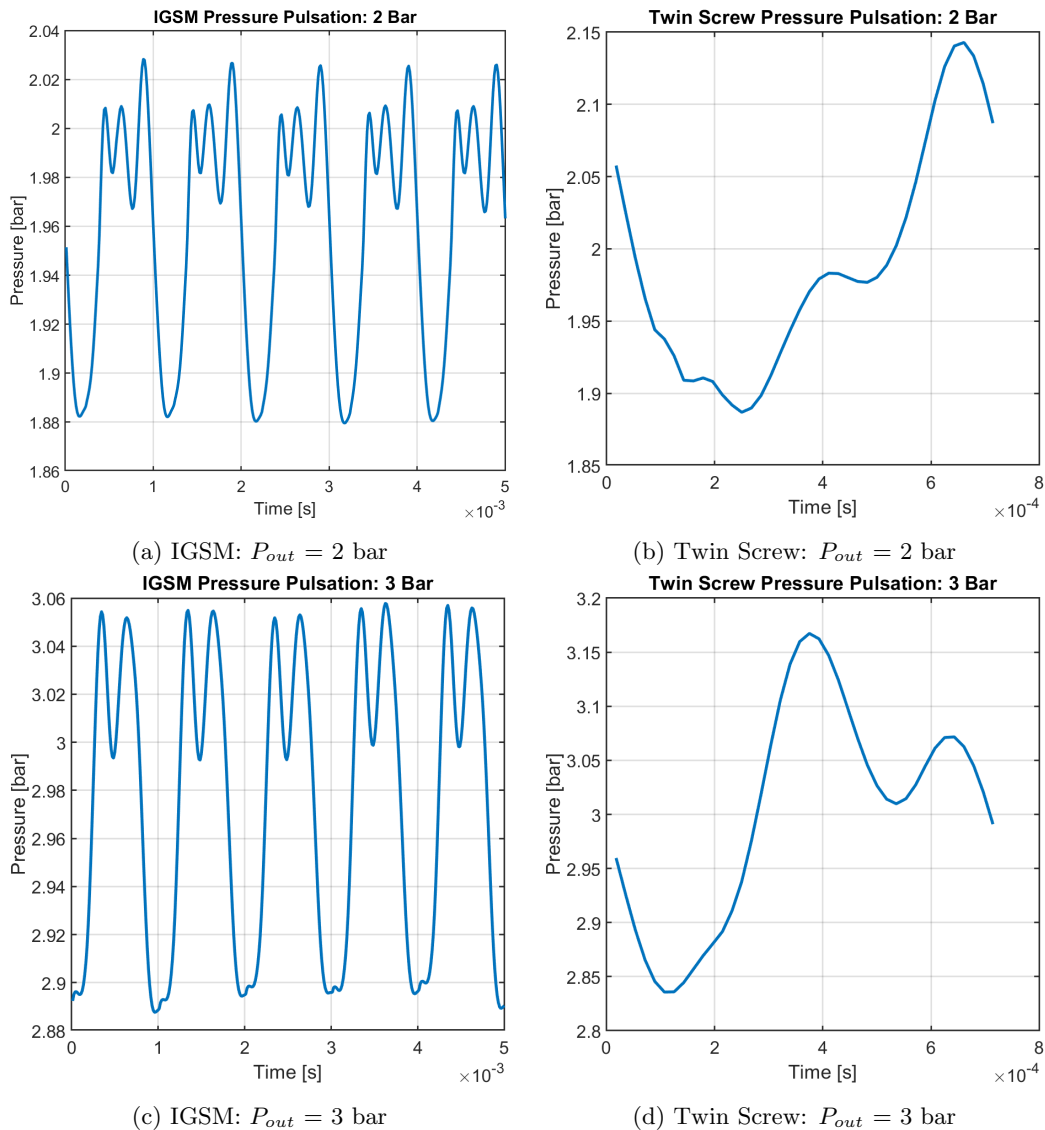 IGSM Pressure Pulsation: 2 Bar
Pressure [bar]
2.04
2.02
2
1.98
1.96
1.94
1.92
1.9
1.88
1.86
0 1 2 3 4 5
Time [s]
×10-3
(a) IGSM: Pout = 2 bar
Twin Screw Pressure Pulsation: 2 Bar
Pressure [bar]
2.15
2.1
2.05
2
1.95
1.9
1.85
0 2 4 6 8
Time [s]
×10-4
(b) Twin Screw: Pout = 2 bar
IGSM Pressure Pulsation: 3 Bar
Pressure [bar]
3.06
3.04
3.02
3
2.98
2.96
2.94
2.92
2.9
2.88
0 1 2 3 4 5
Time [s]
×10-3
(c) IGSM: Pout = 3 bar
Twin Screw Pressure Pulsation: 3 Bar
Pressure [bar]
3.2
3.15
3.1
3.05
3
2.95
2.9
2.85
2.8
0 2 4 6 8
Time [s]
×10-4
(d) Twin Screw: Pout = 3 bar